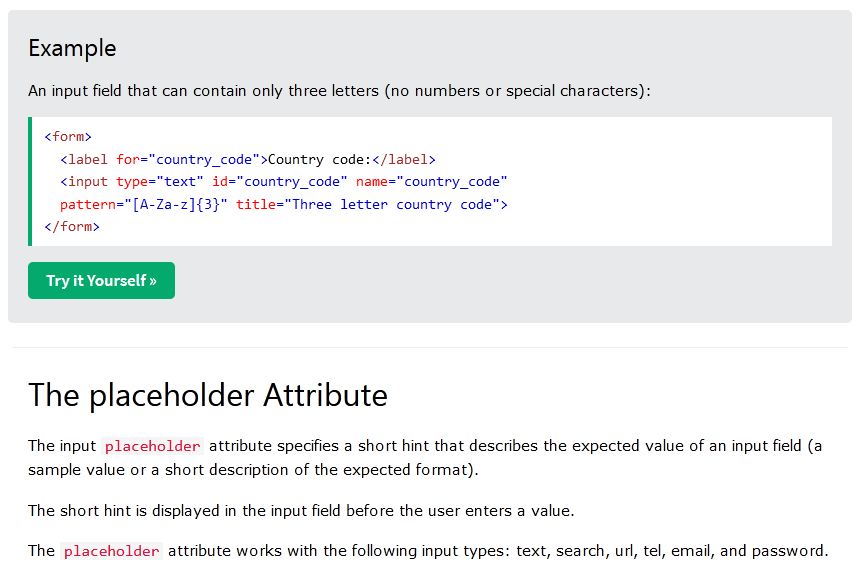 Example
An input field that can contain only three letters (no numbers or special characters):
<form>
  <label for="country_code">Country code:</label>
  <input type="text" id="country_code" name="country_code"
  pattern="[A-Za-z]{3}" title="Three letter country code">
</form>
Try it Yourself »
The placeholder Attribute
The input placeholder attribute specifies a short hint that describes the expected value of an input field (a
sample value or a short description of the expected format).
The short hint is displayed in the input field before the user enters a value.
The placeholder attribute works with the following input types: text, search, url, tel, email, and password.